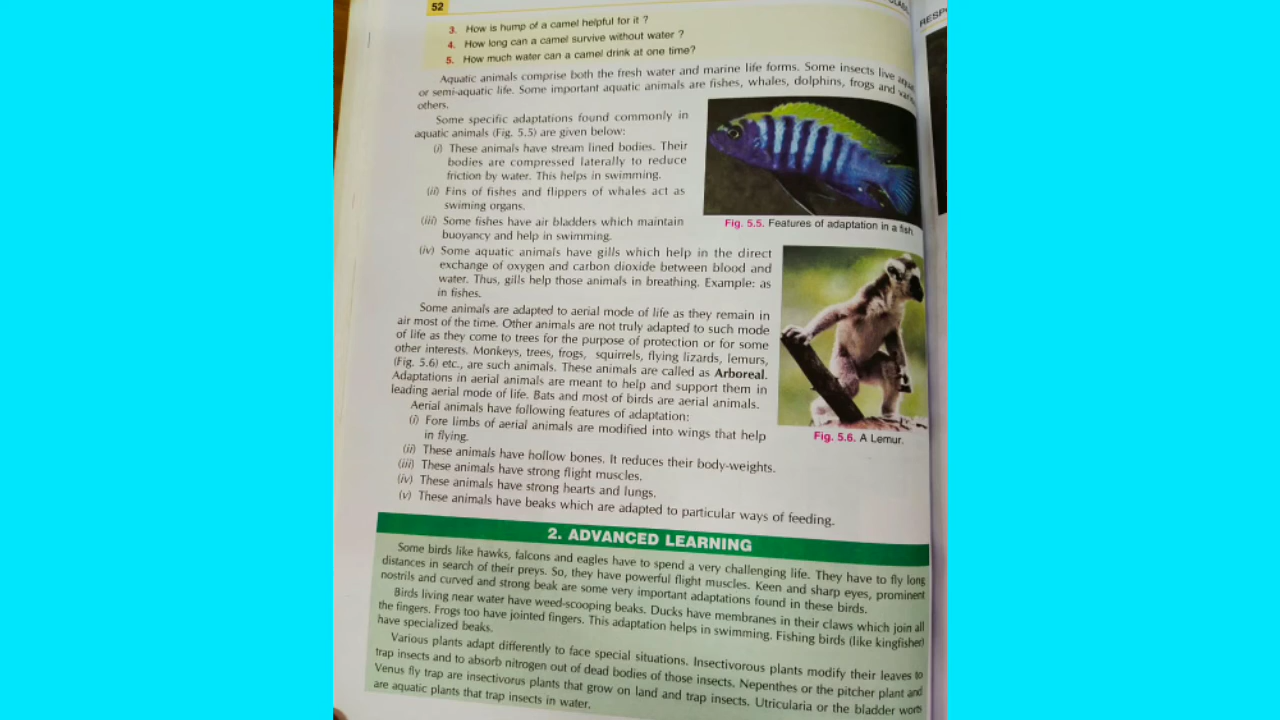 52
CLASS
RESP
3. How is hump of a camel helpful for it ?
4. How long can a camel survive without water ?
5. How much water can a camel drink at one time?
Aquatic animals comprise both the fresh water and marine life forms. Some insects live
or semi-aquatic life. Some important aquatic animals are fishes, whales, dolphins, frogs and
others.
Some specific adaptations found commonly in
aquatic animals (Fig. 5.5) are given below:
(i) These animals have stream lined bodies. Their
bodies are compressed laterally to reduce
friction by water. This helps in swimming.
(ii) Fins of fishes and flippers of whales act as
swiming organs.
(iii) Some fishes have air bladders which maintain
buoyancy and help in swimming.
Fig. 5.5. Features of adaptation in a fish.
(iv) Some aquatic animals have gills which help in the direct
exchange of oxygen and carbon dioxide between blood and
water. Thus, gills help those animals in breathing. Example: as
in fishes.
Some animals are adapted to aerial mode of life as they remain in
air most of the time. Other animals are not truly adapted to such mode
of life as they come to trees for the purpose of protection or for some
other interests. Monkeys, trees, frogs, squirrels, flying lizards, lemurs,
(Fig. 5.6) etc., are such animals. These animals are called as Arboreal.
Adaptations in aerial animals are meant to help and support them in
leading aerial mode of life. Bats and most of birds are aerial animals.
Aerial animals have following features of adaptation:
(i) Fore limbs of aerial animals are modified into wings that help
in flying.
Fig. 5.6. A Lemur.
(ii) These animals have hollow bones. It reduces their body-weights.
(iii) These animals have strong flight muscles.
(iv) These animals have strong hearts and lungs.
(v) These animals have beaks which are adapted to particular ways of feeding.
2. ADVANCED LEARNING
Some birds like hawks, falcons and eagles have to spend a very challenging life. They have to fly long
distances in search of their preys. So, they have powerful flight muscles. Keen and sharp eyes, prominent
nostrils and curved and strong beak are some very important adaptations found in these birds.
Birds living near water have weed-scooping beaks. Ducks have membranes in their claws which join all
the fingers. Frogs too have jointed fingers. This adaptation helps in swimming. Fishing birds (like kingfisher)
have specialized beaks.
Various plants adapt differently to face special situations. Insectivorous plants modify their leaves to
trap insects and to absorb nitrogen out of dead bodies of those insects. Nepenthes or the pitcher plant and
Venus fly trap are insectivorus plants that grow on land and trap insects. Utricularia or the bladder worts
are aquatic plants that trap insects in water.